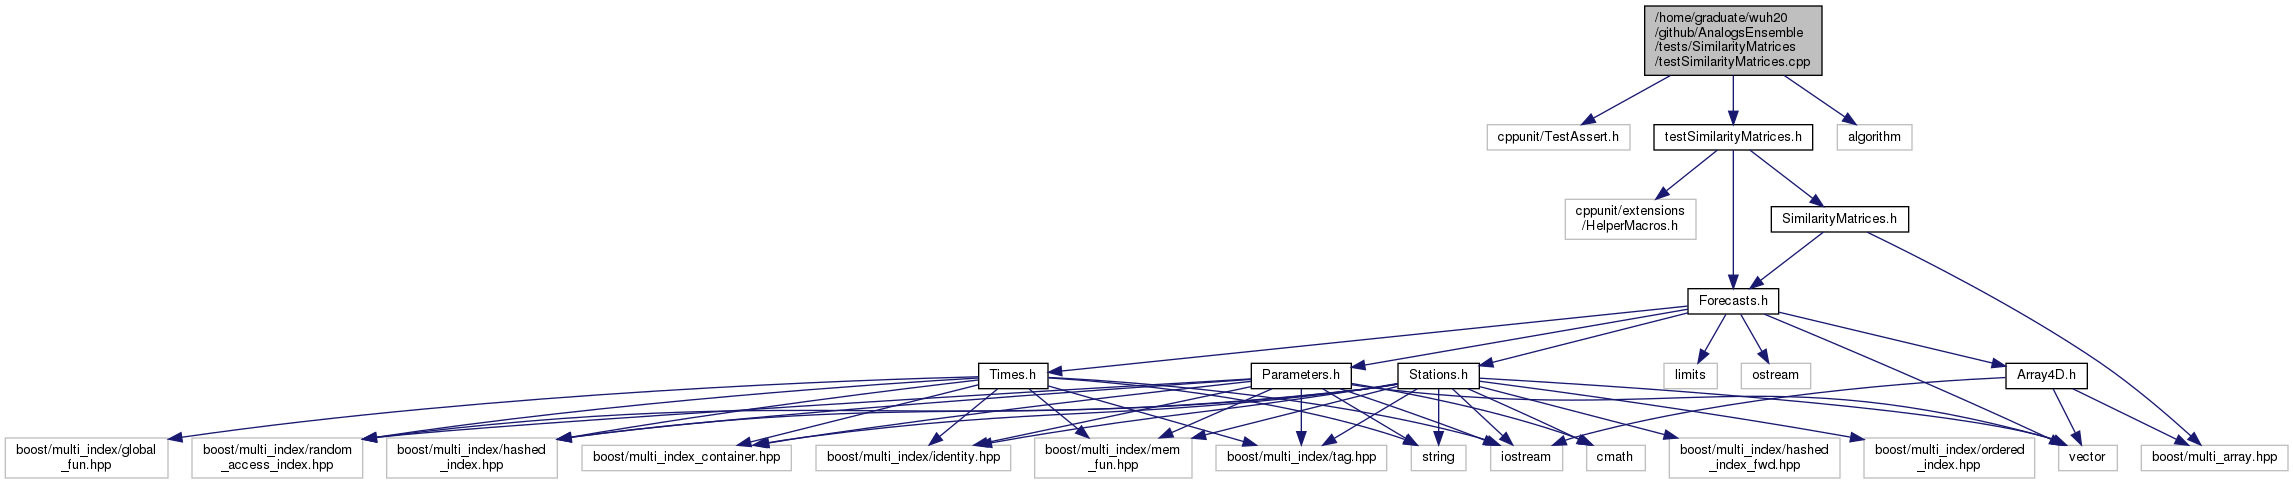 /home/graduate/wuh20
/github/AnalogsEnsemble
/tests/SimilarityMatrices
/testSimilarityMatrices.cpp
cppunit/TestAssert.h
testSimilarityMatrices.h
algorithm
cppunit/extensions
/HelperMacros.h
SimilarityMatrices.h
Forecasts.h
Times.h
Parameters.h
Stations.h
limits
ostream
Array4D.h
boost/multi_index/global
_fun.hpp
boost/multi_index/random
_access_index.hpp
boost/multi_index/hashed
_index.hpp
boost/multi_index_container.hpp
boost/multi_index/identity.hpp
boost/multi_index/mem
_fun.hpp
boost/multi_index/tag.hpp
string
iostream
cmath
boost/multi_index/hashed
_index_fwd.hpp
boost/multi_index/ordered
_index.hpp
vector
boost/multi_array.hpp